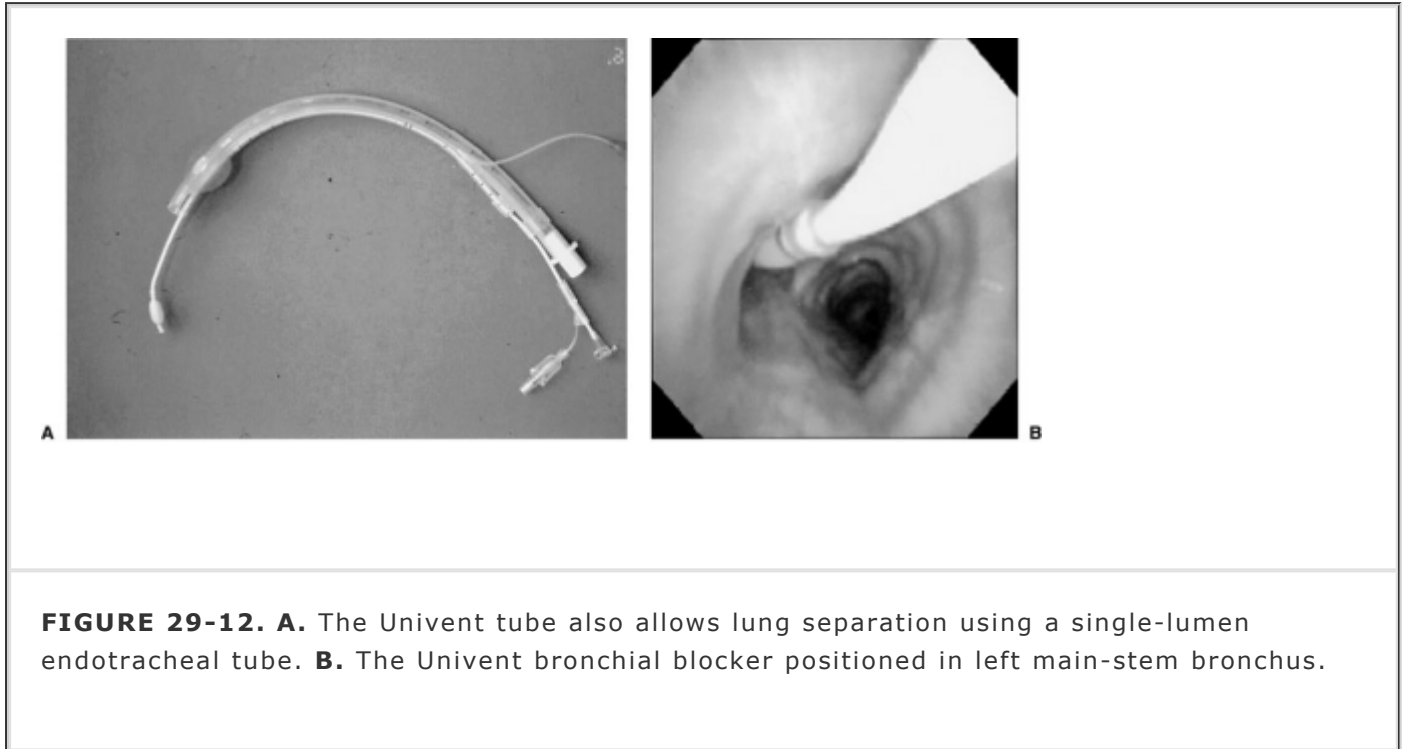 A
B
FIGURE 29-12. A. The Univent tube also allows lung separation using a single-lumen
endotracheal tube. B. The Univent bronchial blocker positioned in left main-stem bronchus.